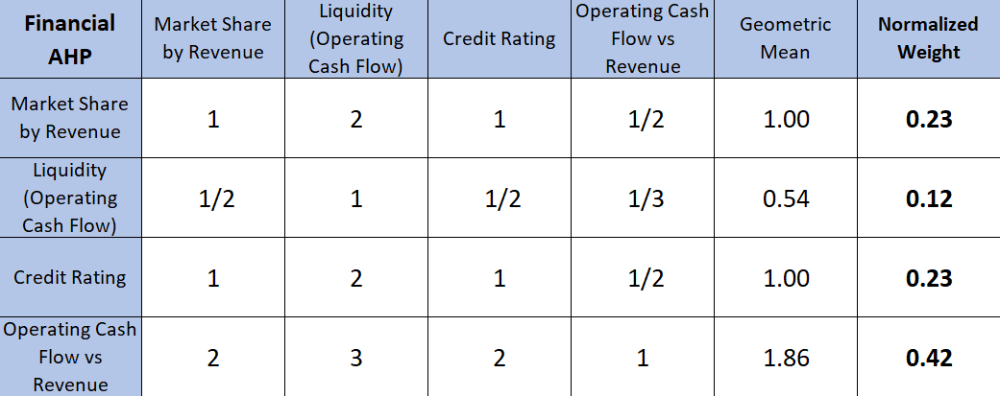 Financial AHP Market Share by Revenue Liquidity (Operating Cash Flow) Credit Rating Operating Cash Flow vs Revenue Geometric Mean Normalized Weight
Market Share by Revenue 1 2 1 1/2 1.00 0.23
Liquidity (Operating Cash Flow) 1/2 1 1/2 1/3 0.54 0.12
Credit Rating 1 2 1 1/2 1.00 0.23
Operating Cash Flow vs Revenue 2 3 2 1 1.86 0.42